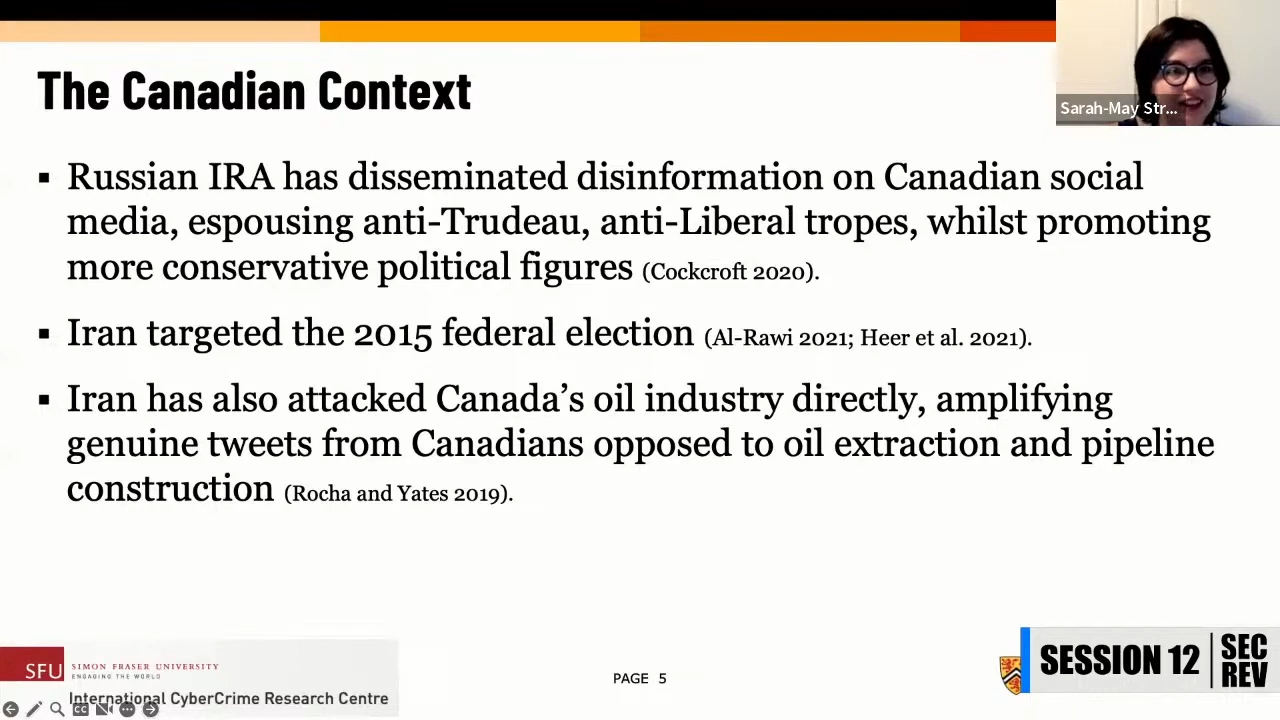 The Canadian Context
Sarah-May Str...
▪ Russian IRA has disseminated disinformation on Canadian social
media, espousing anti-Trudeau, anti-Liberal tropes, whilst promoting
more conservative political figures (Cockcroft 2020).
▪ Iran targeted the 2015 federal election (Al-Rawi 2021; Heer et al. 2021).
▪ Iran has also attacked Canada’s oil industry directly, amplifying
genuine tweets from Canadians opposed to oil extraction and pipeline
construction (Rocha and Yates 2019).
SFU
SIMON FRASER UNIVERSITY
ENGAGING THE WORLD
International CyberCrime Research Centre
CC
PAGE 5
SESSION 12
SEC
REV